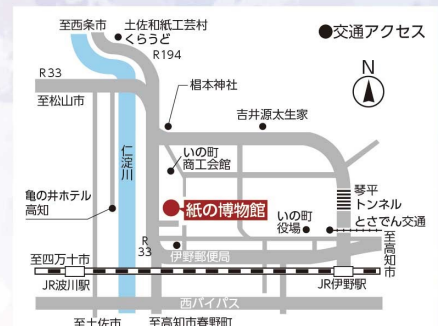 ●交通アクセス
至西条市
土佐和紙工芸村
くらうど
R194
N
R33
至松山市
椙本神社
吉井源太生家
仁淀川
いの町
商工会館
亀の井ホテル
高知
紙の博物館
琴平
トンネル
いの町
役場
とさでん交通
至高知市
R
33
伊野郵便局
至四万十市
JR波川駅
JR伊野駅
西バイパス
至土佐市
至高知市春野町